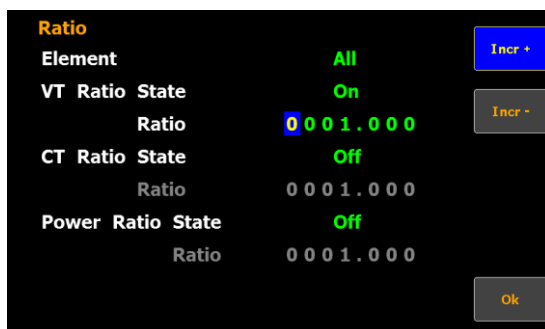 Ratio
Element All
VT Ratio State On
Ratio 0001.000
CT Ratio State Off
Ratio 0001.000
Power Ratio State Off
Ratio 0001.000
Incr +
Incr -
Ok